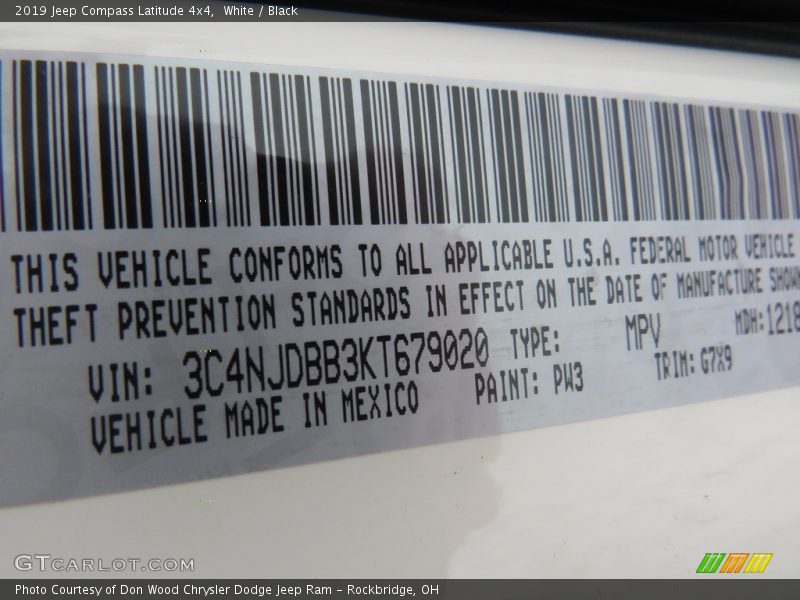 2019 Jeep Compass Latitude 4x4, White / Black
THIS VEHICLE CONFORMS TO ALL APPLICABLE U.S.A. FEDERAL MOTOR VEHICLE
THEFT PREVENTION STANDARDS IN EFFECT ON THE DATE OF MANUFACTURE SHOWN
VIN: 3C4NJDBB3KT679020 TYPE: MPV MDH: 1218
VEHICLE MADE IN MEXICO PAINT: PW3 TRIM: G7X9
GTCARLOT.COM
Photo Courtesy of Don Wood Chrysler Dodge Jeep Ram - Rockbridge, OH